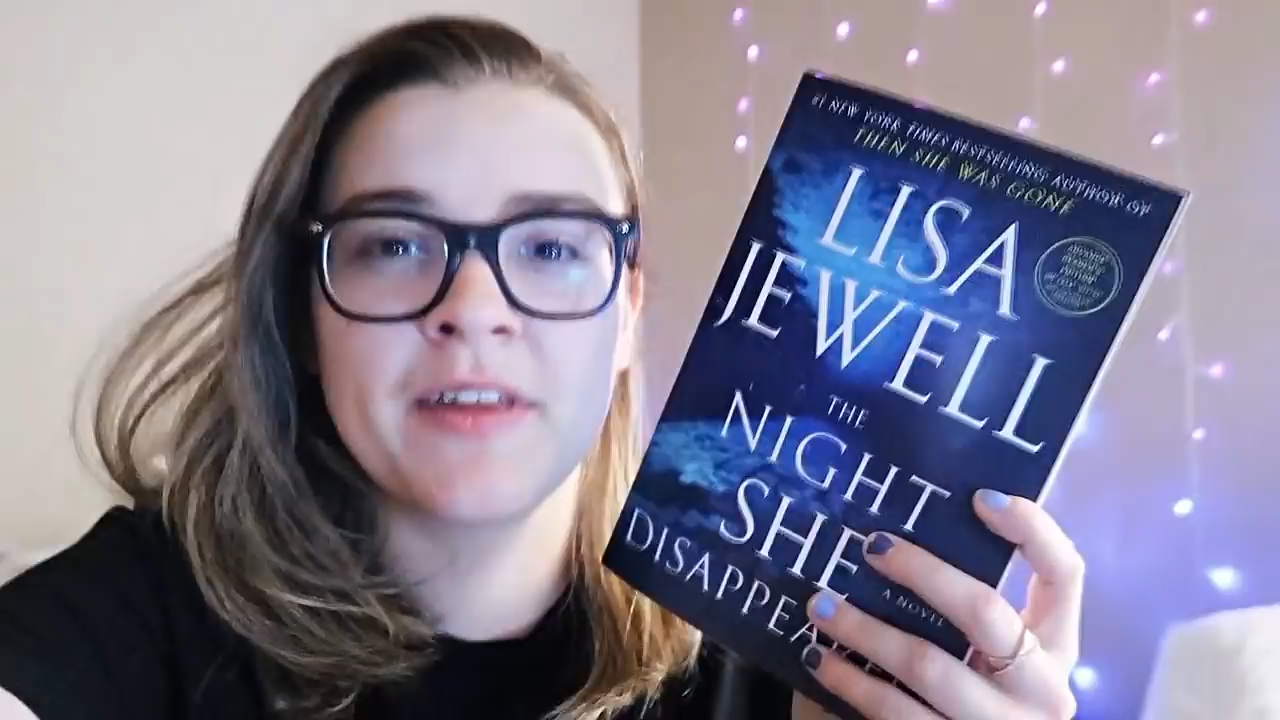 #1 NEW YORK TIMES BESTSELLING AUTHOR OF
THEN SHE WAS GONE
LISA
JEWELL
THE
NIGHT
SHE
DISAPPEA
A NOVEL